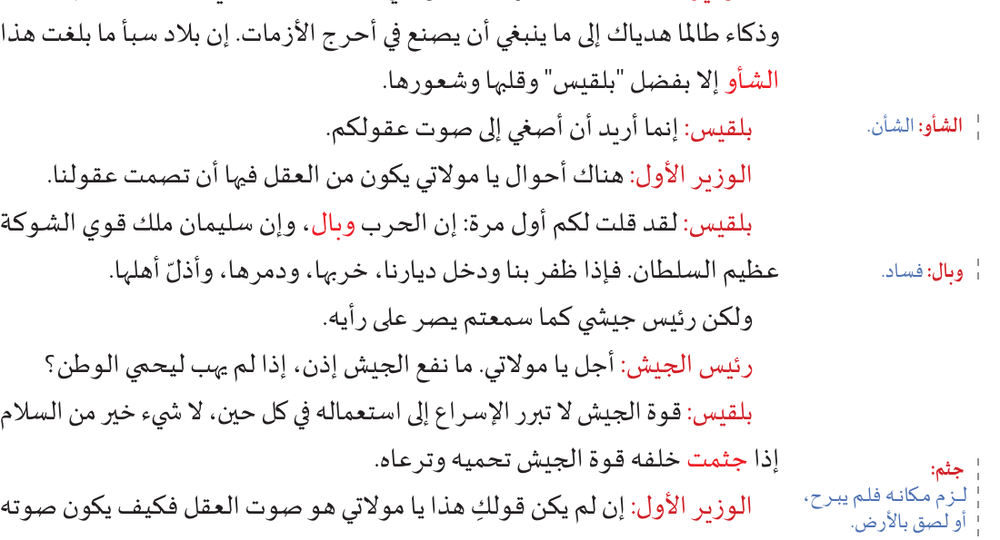 وذكاء طالما هدياك إلى ما ينبغي أن يصنع في أحرج الأزمات. إن بلاد سبأ ما بلغت هذا
الشأو إلا بفضل "بلقيس" وقلبها وشعورها.
الشأو: الشأن.
بلقيس: إنما أريد أن أصغي إلى صوت عقولكم.
الوزير الأول: هناك أحوال يا مولاتي يكون من العقل فيها أن تصمت عقولنا.
بلقيس: لقد قلت لكم أول مرة: إن الحرب وبال، وإن سليمان ملك قوي الشوكة
عظيم السلطان. فإذا ظفر بنا ودخل ديارنا، خربها، ودمرها، وأذلّ أهلها.
وبال: فساد.
ولكن رئيس جيشي كما سمعتم يصر على رأيه.
رئيس الجيش: أجل يا مولاتي. ما نفع الجيش إذن، إذا لم يهب ليحمي الوطن؟
بلقيس: قوة الجيش لا تبرر الإسراع إلى استعماله في كل حين، لا شيء خير من السلام
إذا جثمت خلفه قوة الجيش تحميه وترعاه.
جثم:
لزم مكانه فلم يبرح،
أو لصق بالأرض.
الوزير الأول: إن لم يكن قولكِ هذا يا مولاتي هو صوت العقل فكيف يكون صوته